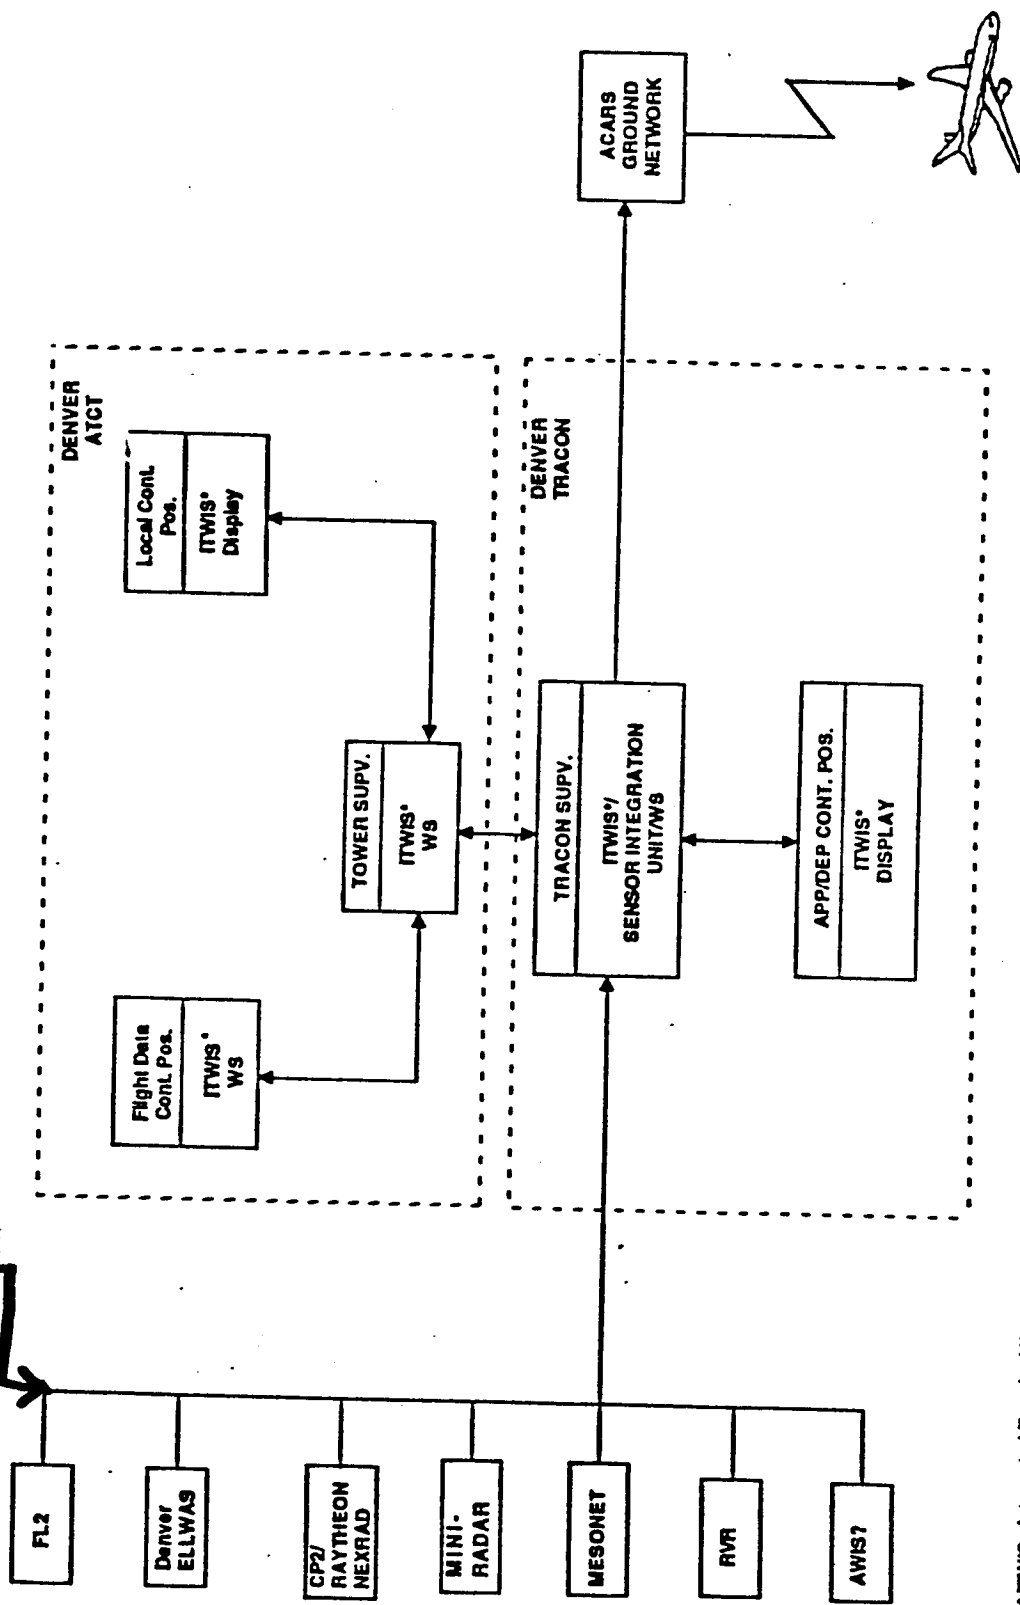 FL2
Denver
ELLWAS
CP2/
RAYTHEON
NEXRAD
MINI-
RADAR
MESONET
RVR
AWIS?
DENVER
ATCT
Flight Data
Cont. Pos.
ITWIS*
WS
TOWER SUPV.
ITWIS*
WS
Local Cont.
Pos.
ITWIS*
Display
DENVER
TRACON
TRACON SUPV.
ITWIS*/
SENSOR INTEGRATION
UNIT/WS
APP/DEP CONT. POS.
ITWIS*
DISPLAY
ACARS
GROUND
NETWORK